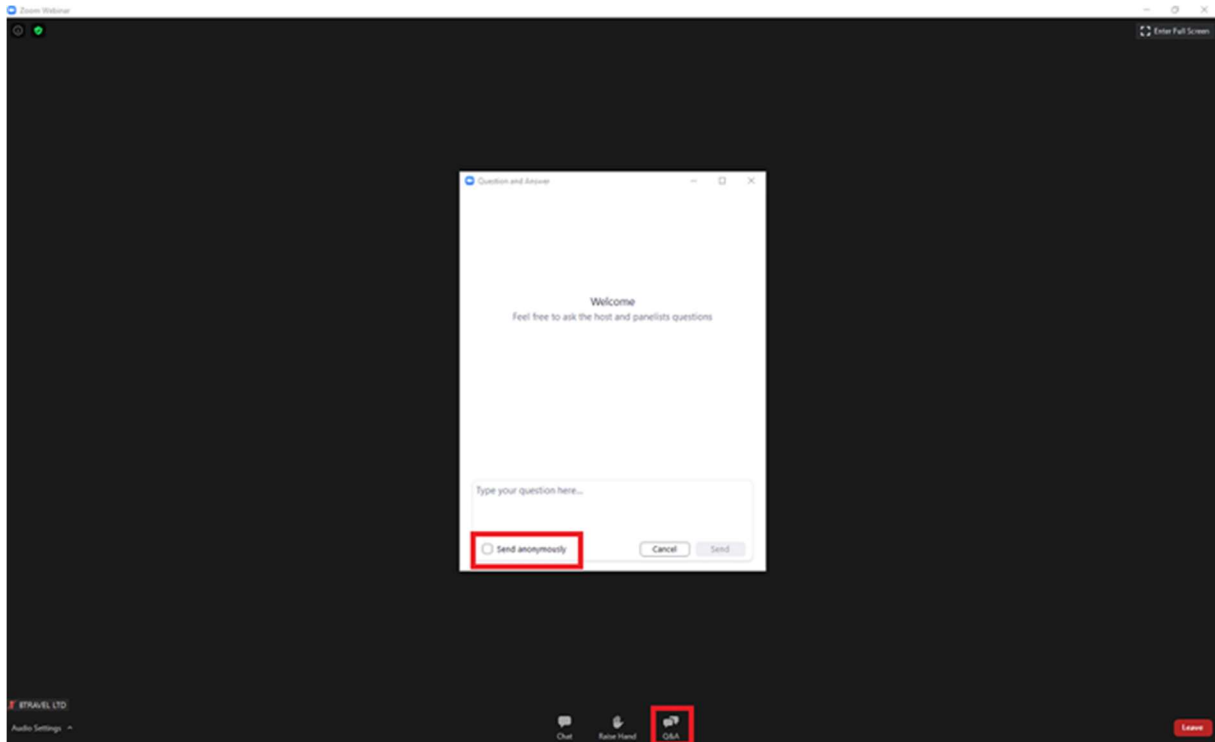 Zoom Webinar
Enter Full Screen
Question and Answer
Welcome
Feel free to ask the host and panelists questions
Type your question here...
Send anonymously
Cancel
Send
BTRAVEL LTD
Audio Settings
Chat
Raise Hand
Q&A
Leave